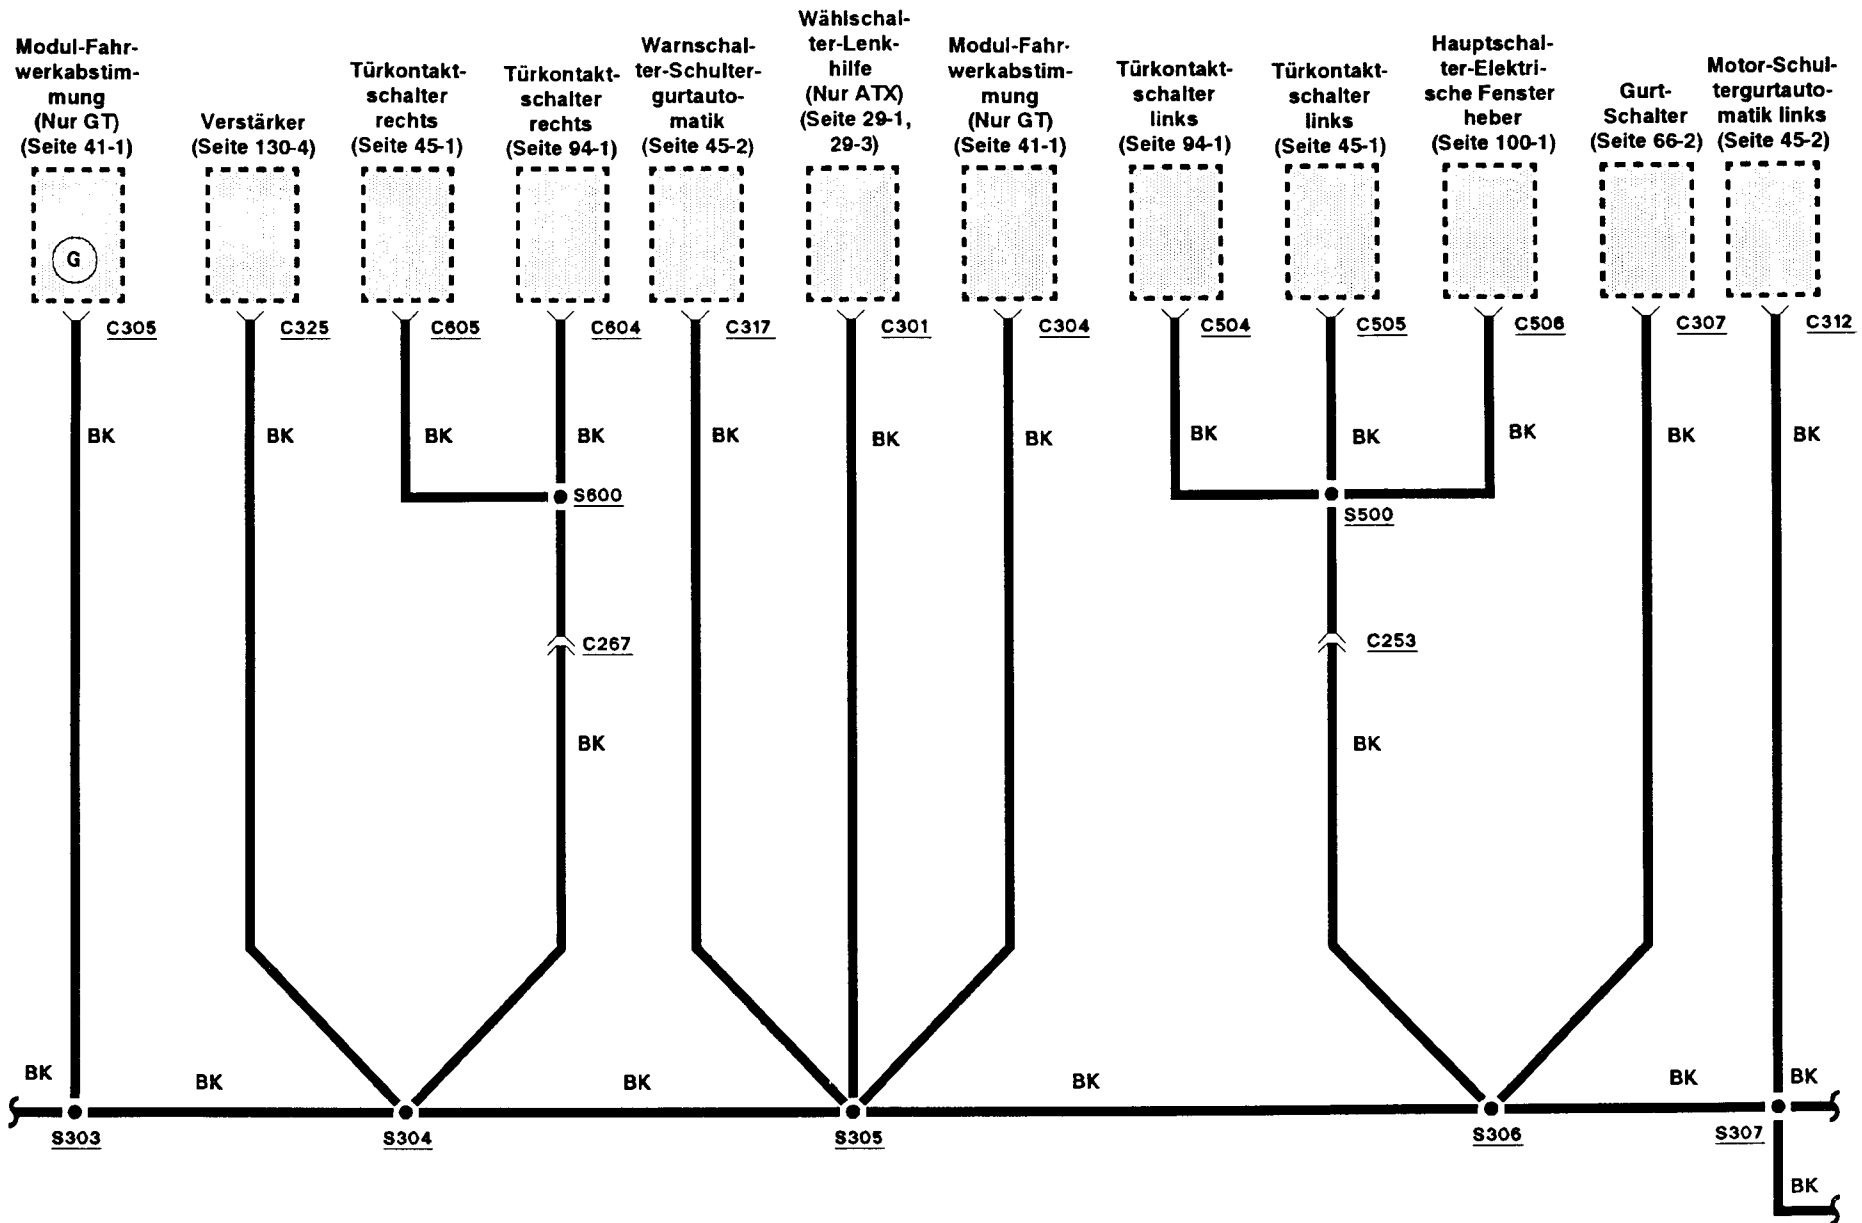 Modul-Fahr-
werkabstim-
mung
(Nur GT)
(Seite 41-1)
Verstärker
(Seite 130-4)
Türkontakt-
schalter
rechts
(Seite 45-1)
Türkontakt-
schalter
rechts
(Seite 94-1)
Warnschal-
ter-Schulter-
gurtauto-
matik
(Seite 45-2)
Wählschal-
ter-Lenk-
hilfe
(Nur ATX)
(Seite 29-1,
29-3)
Modul-Fahr-
werkabstim-
mung
(Nur GT)
(Seite 41-1)
Türkontakt-
schalter
links
(Seite 94-1)
Türkontakt-
schalter
links
(Seite 45-1)
Hauptschal-
ter-Elektri-
sche Fenster
heber
(Seite 100-1)
Gurt-
Schalter
(Seite 66-2)
Motor-Schul-
tergurtauto-
matik links
(Seite 45-2)
G
C305
C325
C605
C604
C317
C301
C304
C504
C505
C506
C307
C312
BK
BK
BK
BK
BK
BK
BK
BK
BK
BK
BK
BK
S600
S500
C267
C253
BK
BK
BK
BK
BK
BK
BK
BK
S303
S304
S305
S306
S307
BK